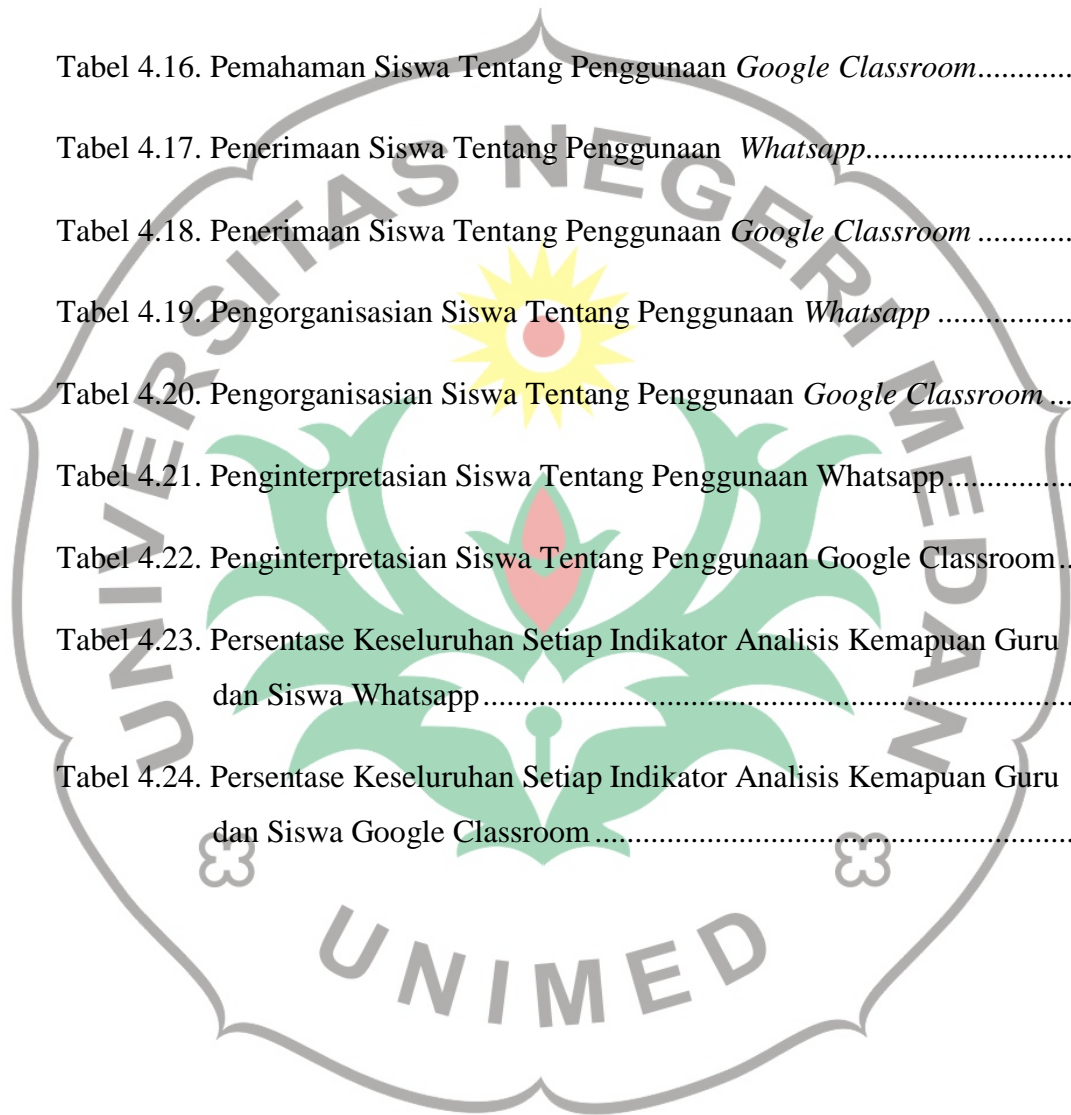 Tabel 4.16. Pemahaman Siswa Tentang Penggunaan Google Classroom............
Tabel 4.17. Penerimaan Siswa Tentang Penggunaan  Whatsapp..........................
Tabel 4.18. Penerimaan Siswa Tentang Penggunaan Google Classroom ............
Tabel 4.19. Pengorganisasian Siswa Tentang Penggunaan Whatsapp .................
Tabel 4.20. Pengorganisasian Siswa Tentang Penggunaan Google Classroom ...
Tabel 4.21. Penginterpretasian Siswa Tentang Penggunaan Whatsapp................
Tabel 4.22. Penginterpretasian Siswa Tentang Penggunaan Google Classroom..
Tabel 4.23. Persentase Keseluruhan Setiap Indikator Analisis Kemapuan Guru
dan Siswa Whatsapp.............................................................................
Tabel 4.24. Persentase Keseluruhan Setiap Indikator Analisis Kemapuan Guru
dan Siswa Google Classroom..............................................................
UNIVERSITAS NEGERI MEDAN
UNIMED